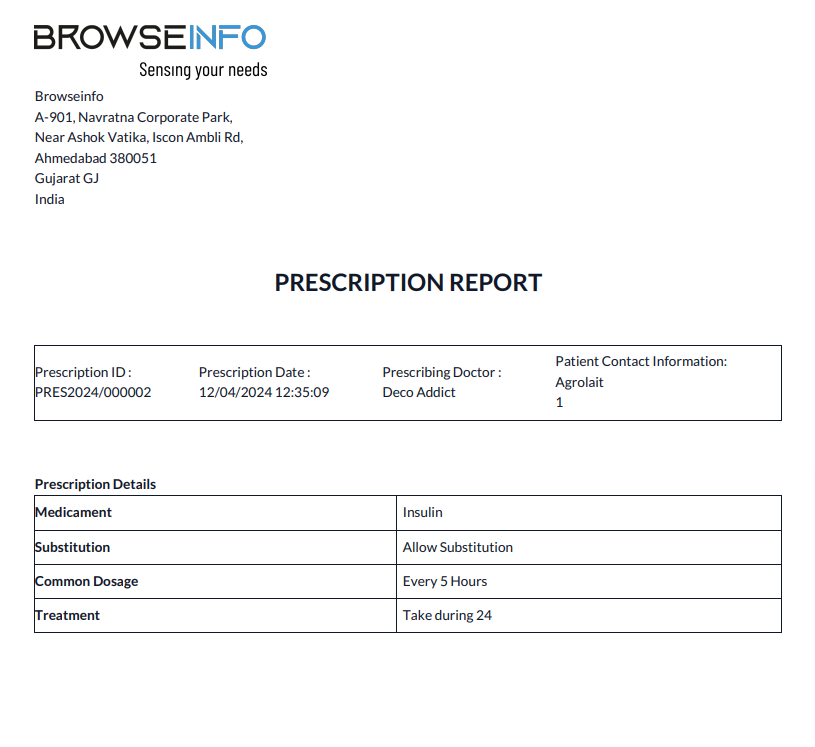 BROWSEINFO
Sensing your needs
Browseinfo
A-901, Navratna Corporate Park,
Near Ashok Vatika, Iscon Ambli Rd,
Ahmedabad 380051
Gujarat GJ
India
PRESCRIPTION REPORT
Prescription ID :
PRES2024/000002
Prescription Date :
12/04/2024 12:35:09
Prescribing Doctor :
Deco Addict
Patient Contact Information:
Agrolait
1
Prescription Details
Medicament Insulin
Substitution Allow Substitution
Common Dosage Every 5 Hours
Treatment Take during 24